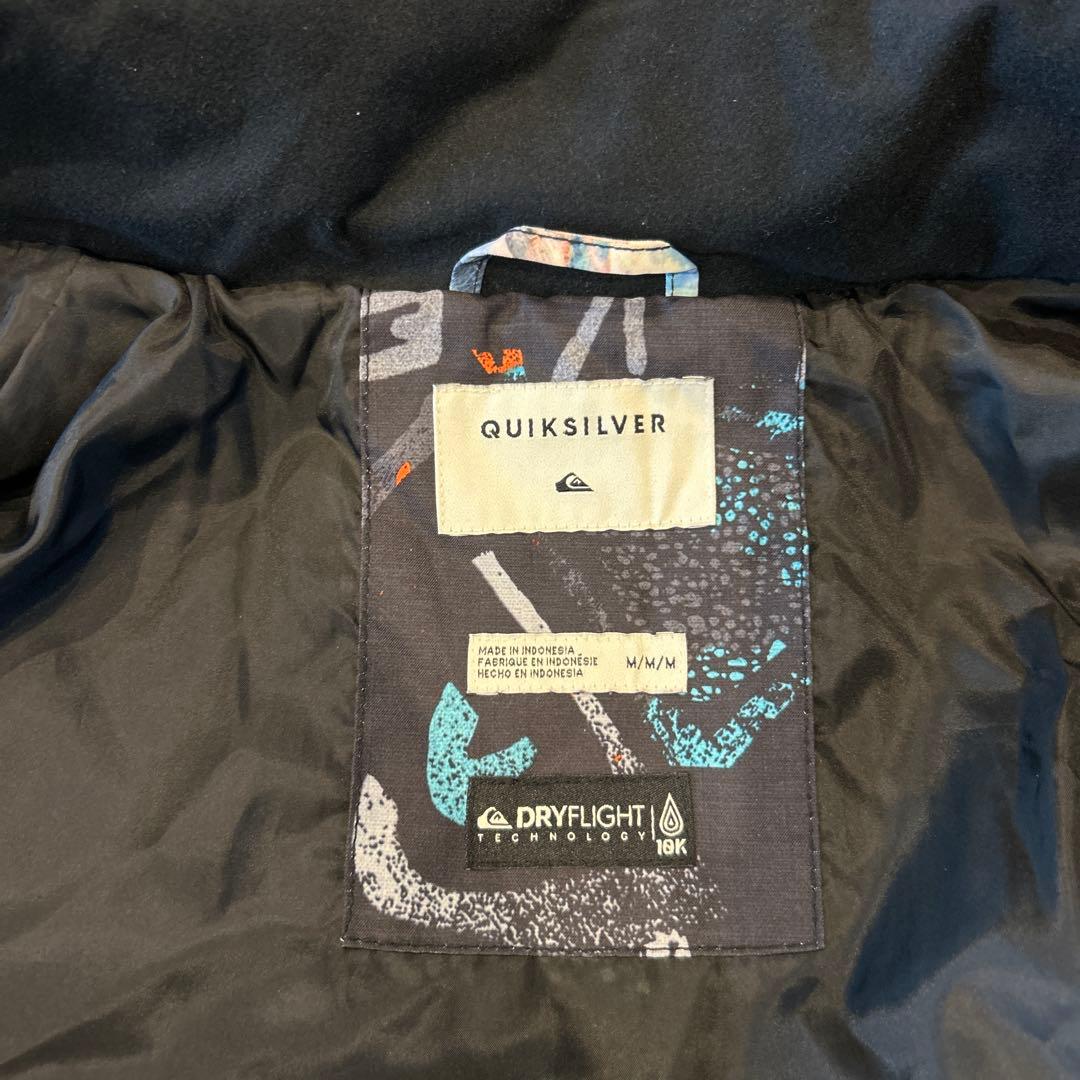 QUIKSILVER
MADE IN INDONESIA
FABRIQUE EN INDONÉSIE
HECHO EN INDONESIA
M/M/M
DRYFLIGHT
TECHNOLOGY
10K